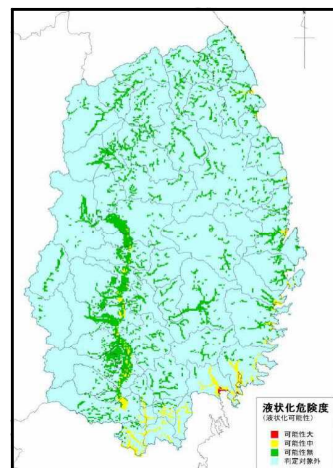 液状化危険度
(液状化可能性)
可能性大
可能性中
可能性無
判定対象外